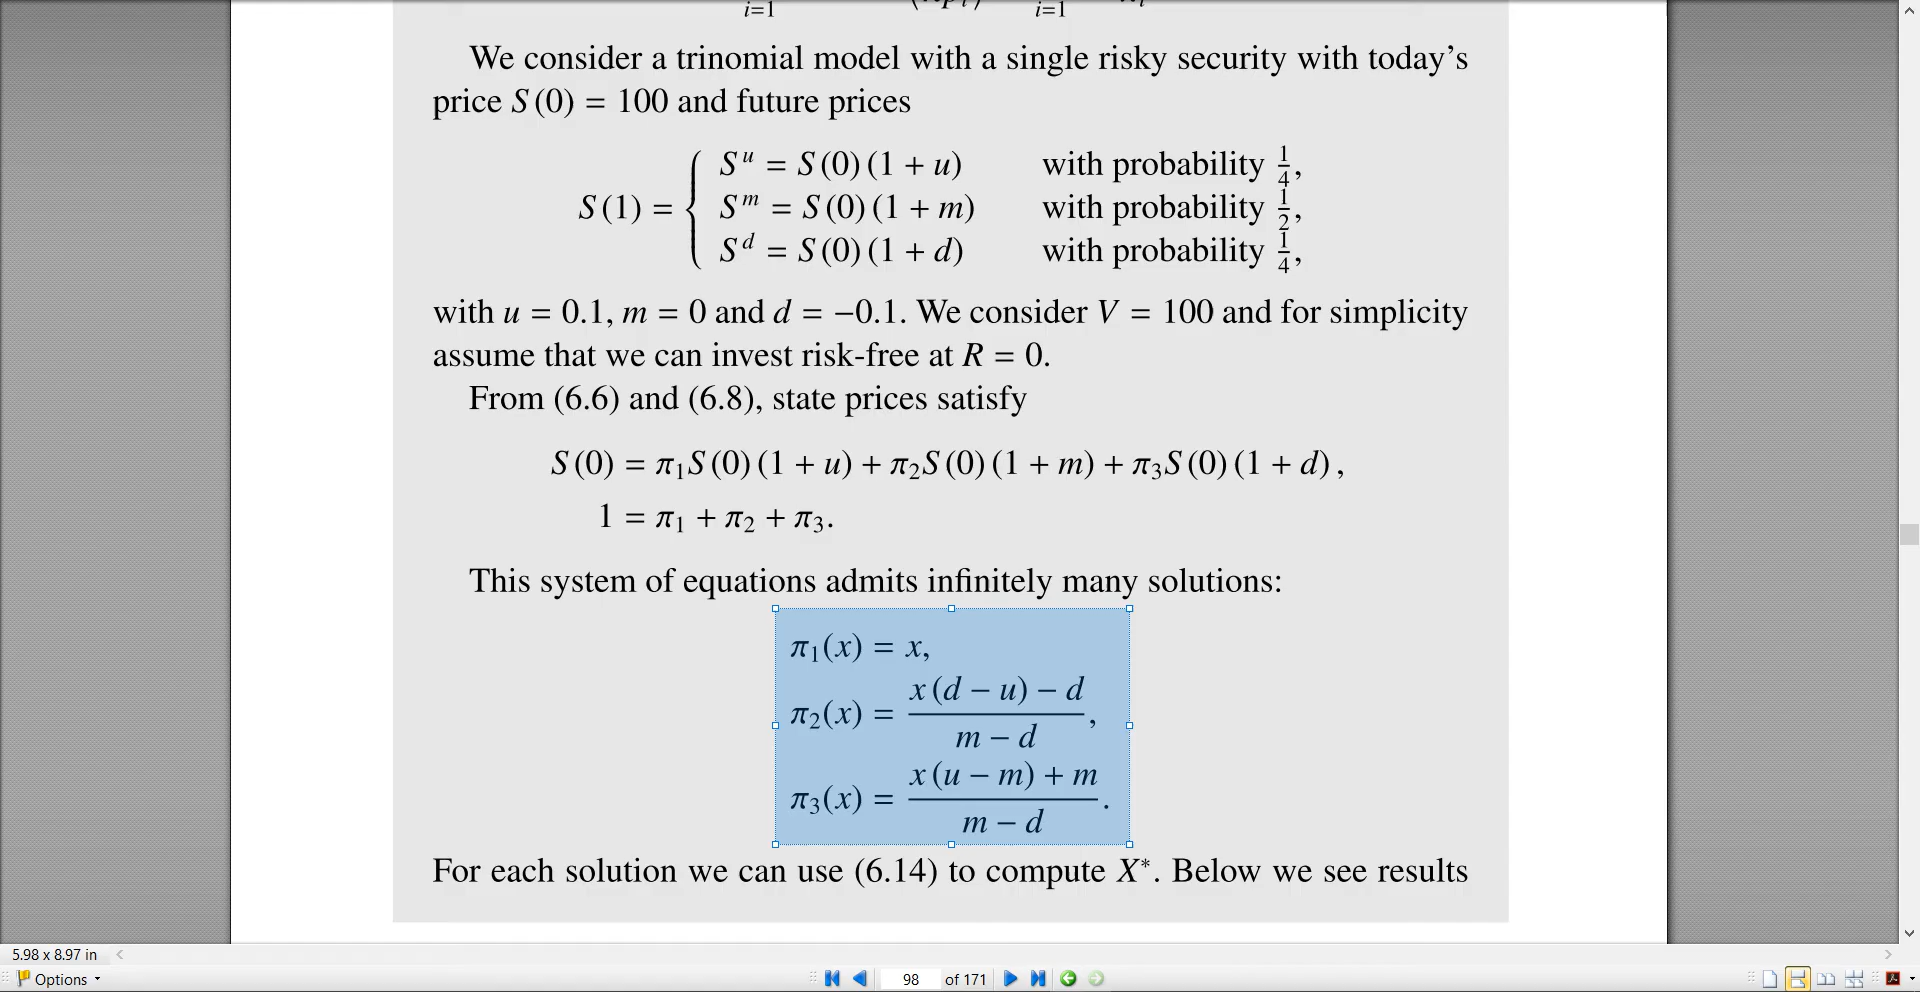 i=1 i=1
We consider a trinomial model with a single risky security with today's
price S(0) = 100 and future prices
S^u = S(0)(1 + u) with probability 1/4,
S(1) = { S^m = S(0)(1 + m) with probability 1/2,
S^d = S(0)(1 + d) with probability 1/4,
with u = 0.1, m = 0 and d = −0.1. We consider V = 100 and for simplicity
assume that we can invest risk-free at R = 0.
From (6.6) and (6.8), state prices satisfy
S(0) = π₁S(0)(1 + u) + π₂S(0)(1 + m) + π₃S(0)(1 + d),
1 = π₁ + π₂ + π₃.
This system of equations admits infinitely many solutions:
π₁(x) = x,
π₂(x) = (x(d − u) − d)/(m − d),
π₃(x) = (x(u − m) + m)/(m − d).
For each solution we can use (6.14) to compute X*. Below we see results
5.98 x 8.97 in
Options 98 of 171